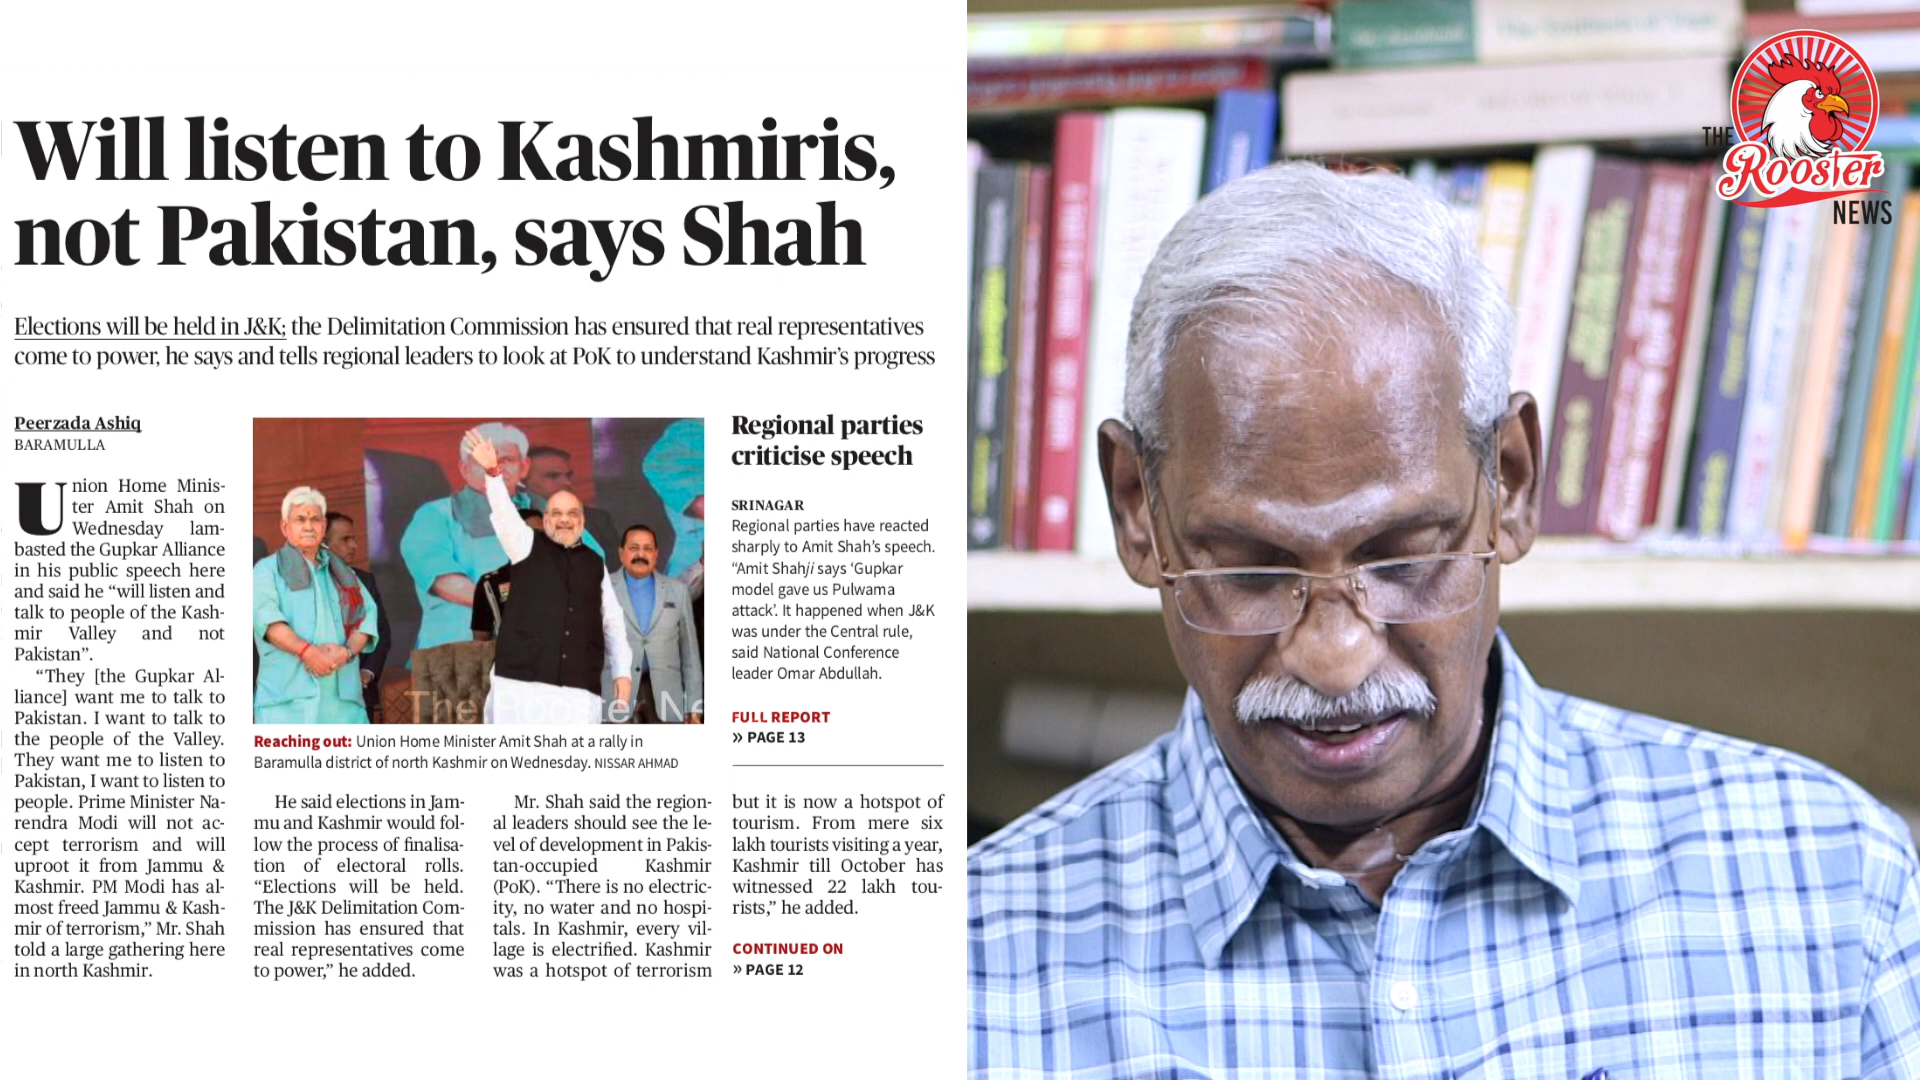 Will listen to Kashmiris,
not Pakistan, says Shah
Elections will be held in J&K; the Delimitation Commission has ensured that real representatives
come to power, he says and tells regional leaders to look at PoK to understand Kashmir's progress
Peerzada Ashiq
BARAMULLA
Union Home Minis-
ter Amit Shah on
Wednesday lam-
basted the Gupkar Alliance
in his public speech here
and said he “will listen and
talk to people of the Kash-
mir Valley and not
Pakistan”.
“They [the Gupkar Al-
liance] want me to talk to
Pakistan. I want to talk to
the people of the Valley.
They want me to listen to
Pakistan, I want to listen to
people. Prime Minister Na-
rendra Modi will not ac-
cept terrorism and will
uproot it from Jammu &
Kashmir. PM Modi has al-
most freed Jammu & Kash-
mir of terrorism,” Mr. Shah
told a large gathering here
in north Kashmir.
The Rooster Ne
Reaching out: Union Home Minister Amit Shah at a rally in
Baramulla district of north Kashmir on Wednesday. NISSAR AHMAD
He said elections in Jam-
mu and Kashmir would fol-
low the process of finalisa-
tion of electoral rolls.
“Elections will be held.
The J&K Delimitation Com-
mission has ensured that
real representatives come
to power,” he added.
Mr. Shah said the region-
al leaders should see the le-
vel of development in Pakis-
tan-occupied Kashmir
(PoK). “There is no electric-
ity, no water and no hospi-
tals. In Kashmir, every vil-
lage is electrified. Kashmir
was a hotspot of terrorism
but it is now a hotspot of
tourism. From mere six
lakh tourists visiting a year,
Kashmir till October has
witnessed 22 lakh tou-
rists,” he added.
CONTINUED ON
» PAGE 12
Regional parties
criticise speech
SRINAGAR
Regional parties have reacted
sharply to Amit Shah's speech.
“Amit Shahji says ‘Gupkar
model gave us Pulwama
attack’. It happened when J&K
was under the Central rule,
said National Conference
leader Omar Abdullah.
FULL REPORT
» PAGE 13
THE
Rooster
NEWS